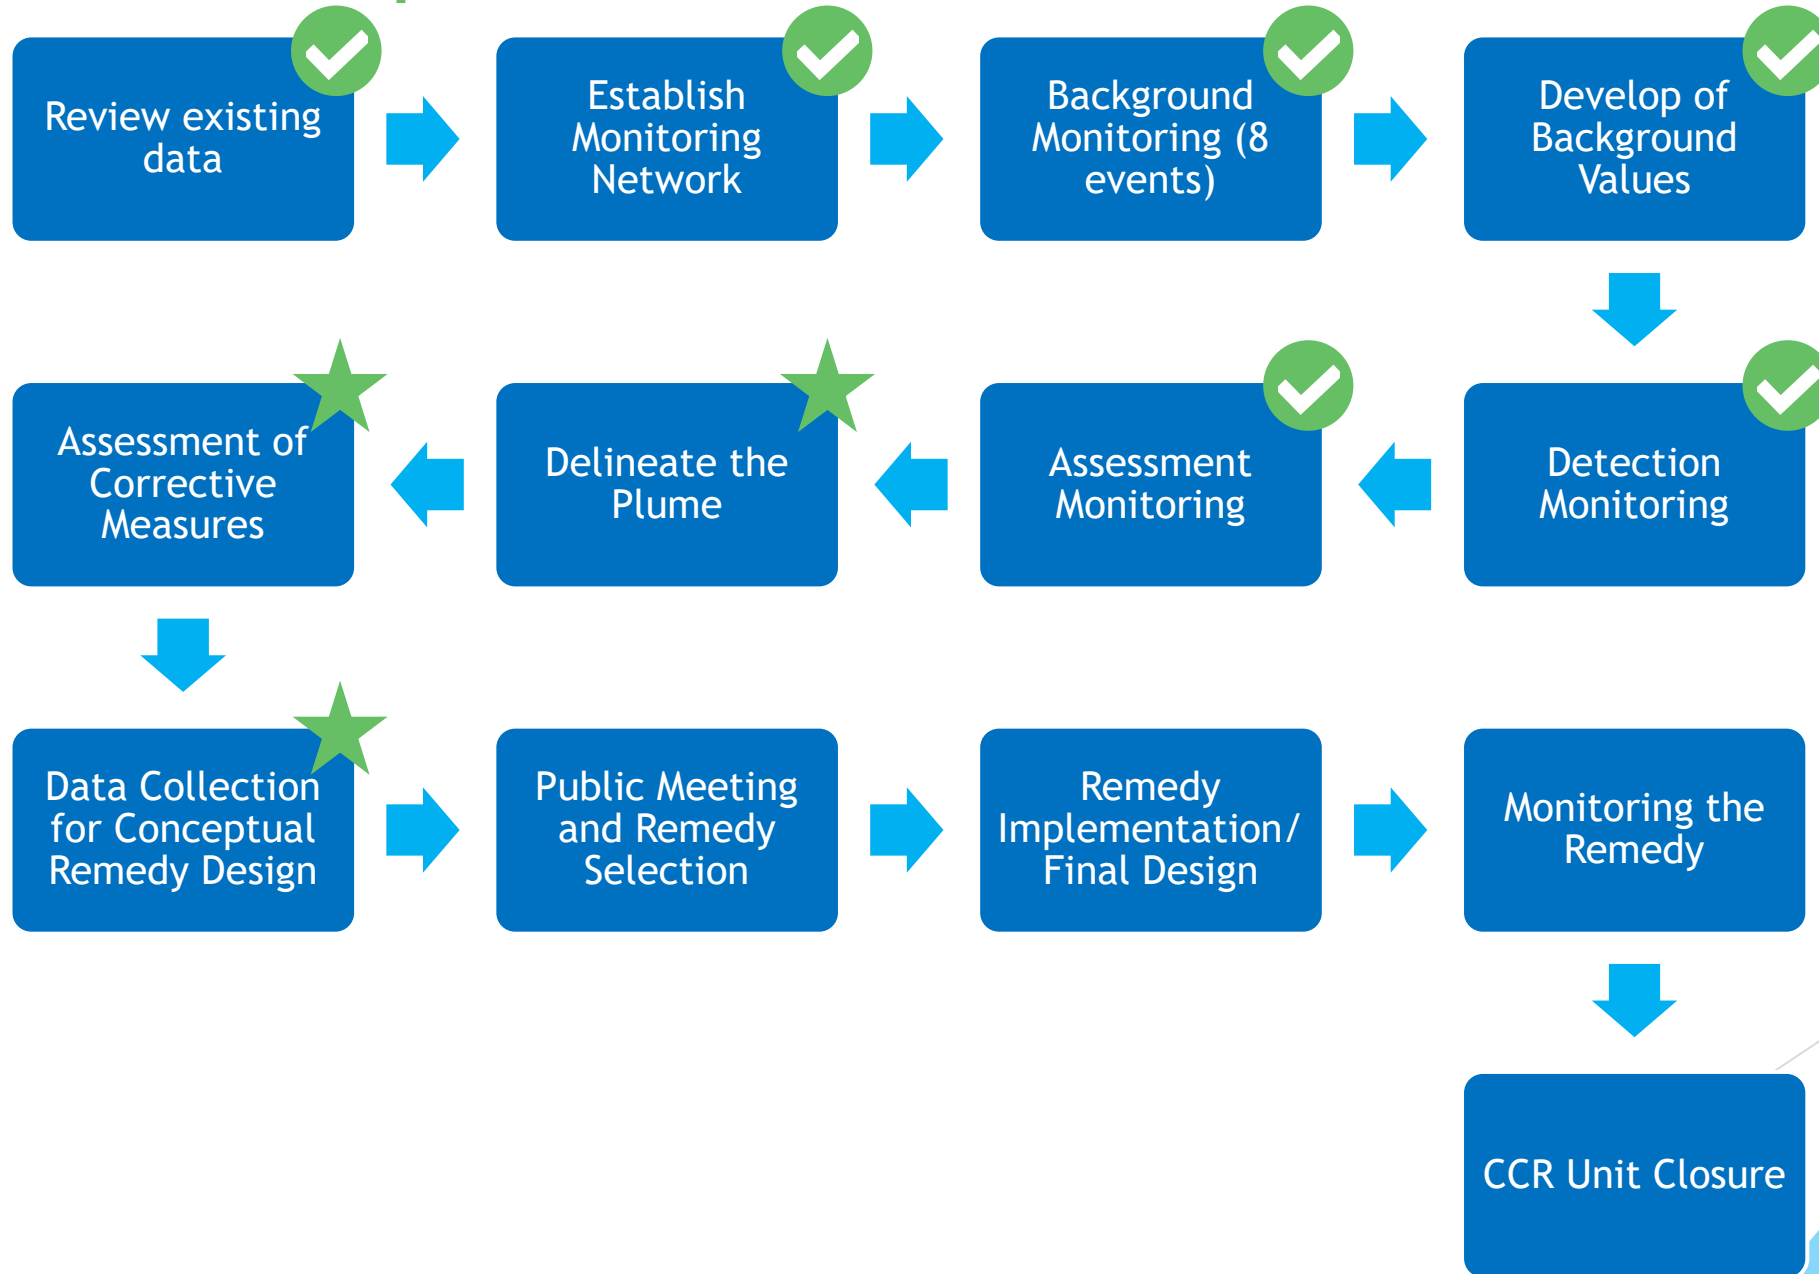 Review existing
data
Establish
Monitoring
Network
Background
Monitoring (8
events)
Develop of
Background
Values
Detection
Monitoring
Assessment
Monitoring
Delineate the
Plume
Assessment of
Corrective
Measures
Data Collection
for Conceptual
Remedy Design
Public Meeting
and Remedy
Selection
Remedy
Implementation/
Final Design
Monitoring the
Remedy
CCR Unit Closure